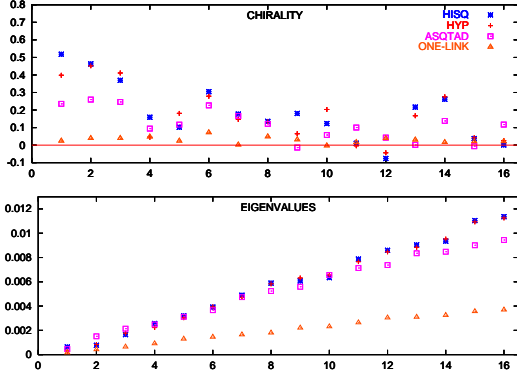 0.8
CHIRALITY
HISQ
0.7
HYP
0.6
ASQTAD
ONE-LINK
0.5
0.4
0.3
0.2
0.1
0
-0.1
0 2 4 6 8 10 12 14 16
0.012
EIGENVALUES
0.01
0.008
0.006
0.004
0.002
0
0 2 4 6 8 10 12 14 16